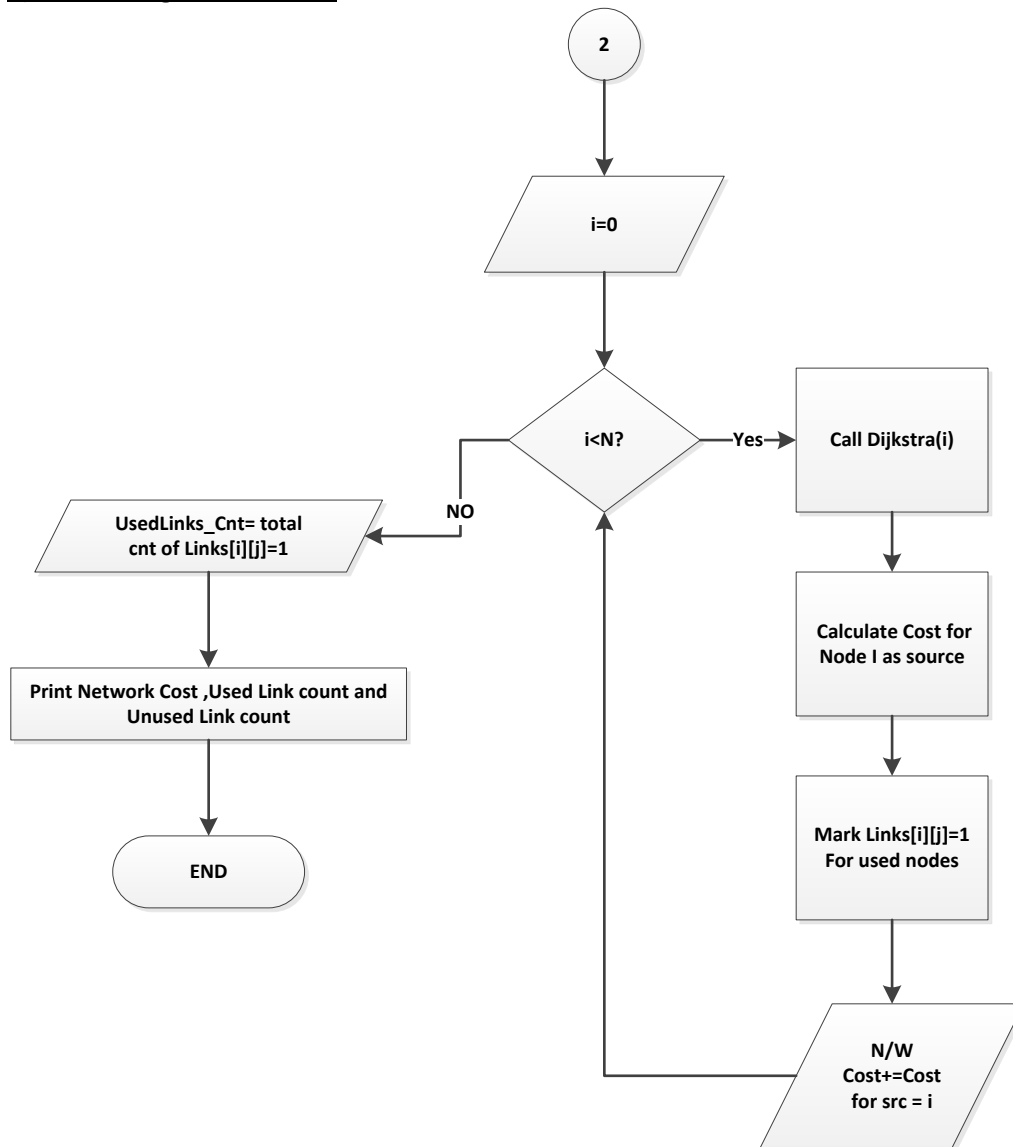 2
i=0
i<N?
Yes
Call Dijkstra(i)
NO
UsedLinks_Cnt= total
cnt of Links[i][j]=1
Calculate Cost for
Node I as source
Print Network Cost ,Used Link count and
Unused Link count
Mark Links[i][j]=1
For used nodes
END
N/W
Cost+=Cost
for src = i